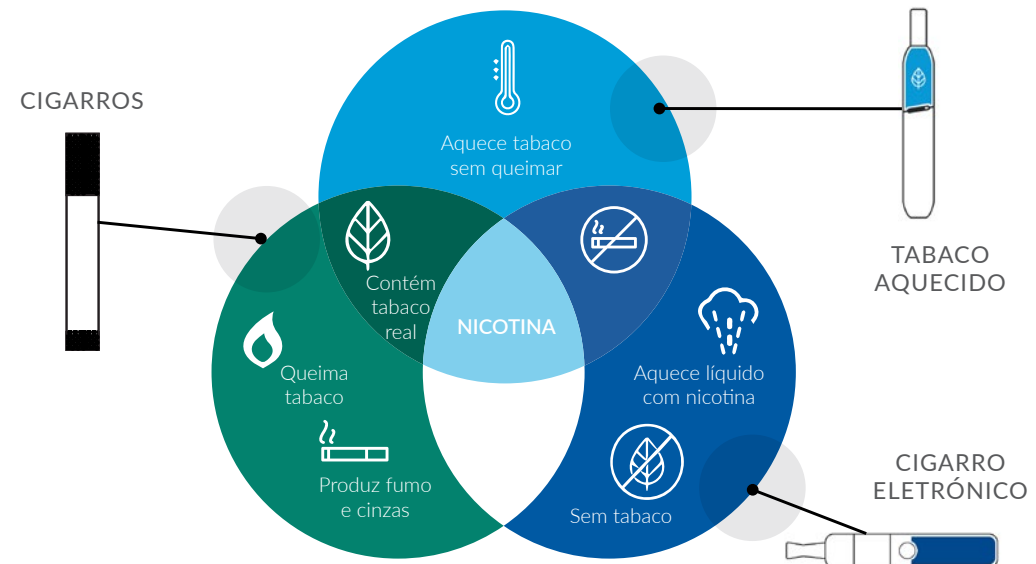 CIGARROS
Aquece tabaco
sem queimar
TABACO
AQUECIDO
Contém
tabaco
real
NICOTINA
Queima
tabaco
Aquece líquido
com nicotina
Produz fumo
e cinzas
Sem tabaco
CIGARRO
ELETRÓNICO